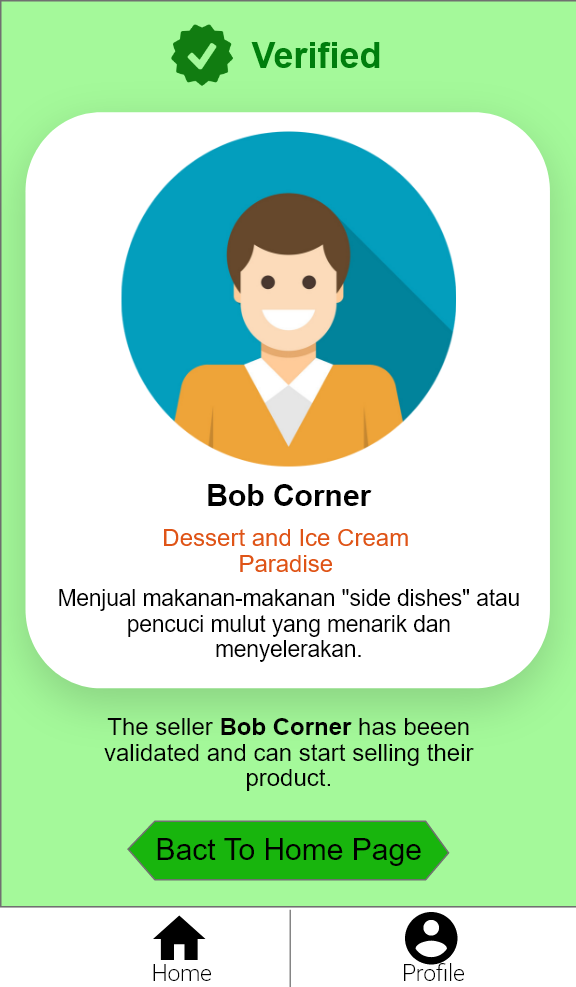 Verified
Bob Corner
Dessert and Ice Cream
Paradise
Menjual makanan-makanan "side dishes" atau
pencuci mulut yang menarik dan
menyelerakan.
The seller Bob Corner has beeen
validated and can start selling their
product.
Bact To Home Page
Home
Profile